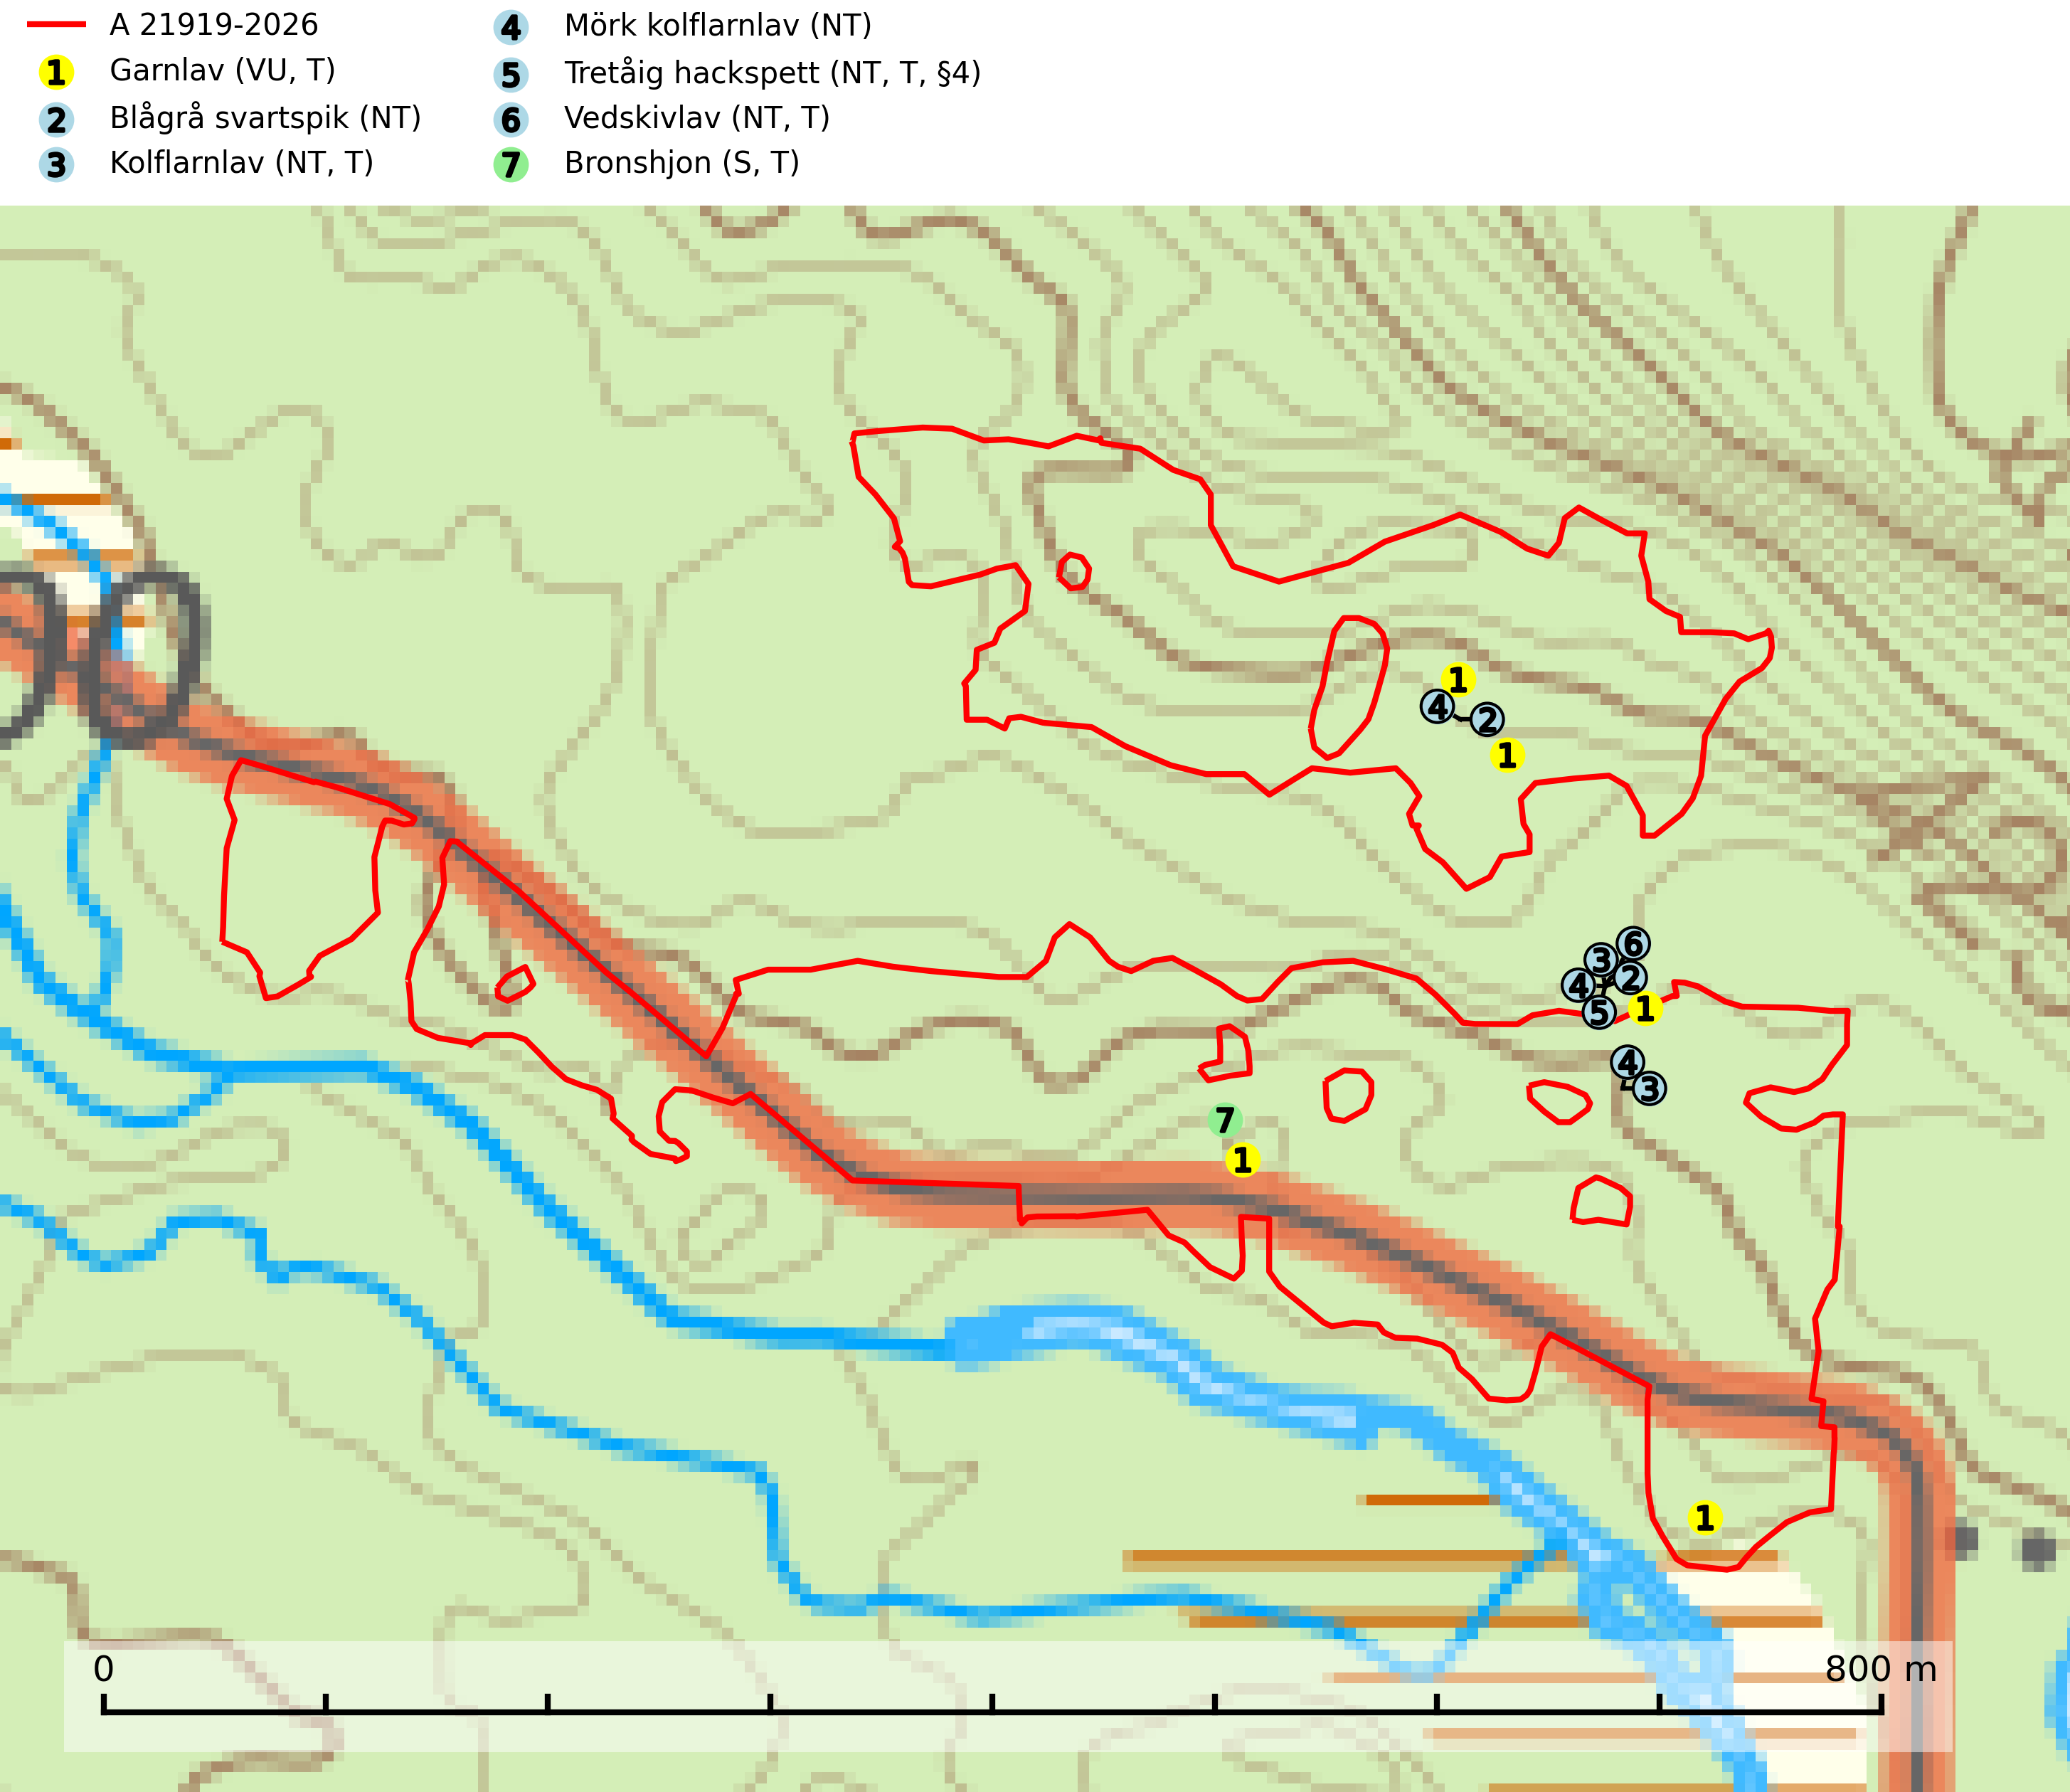 A 21919-2026
1 Garnlav (VU, T)
2 Blågrå svartspik (NT)
3 Kolflarnlav (NT, T)
4 Mörk kolflarnlav (NT)
5 Tretåig hackspett (NT, T, §4)
6 Vedskivlav (NT, T)
7 Bronshjon (S, T)
1
4
2
1
6
3
2
4
1
5
4
3
7
1
1
0
800 m